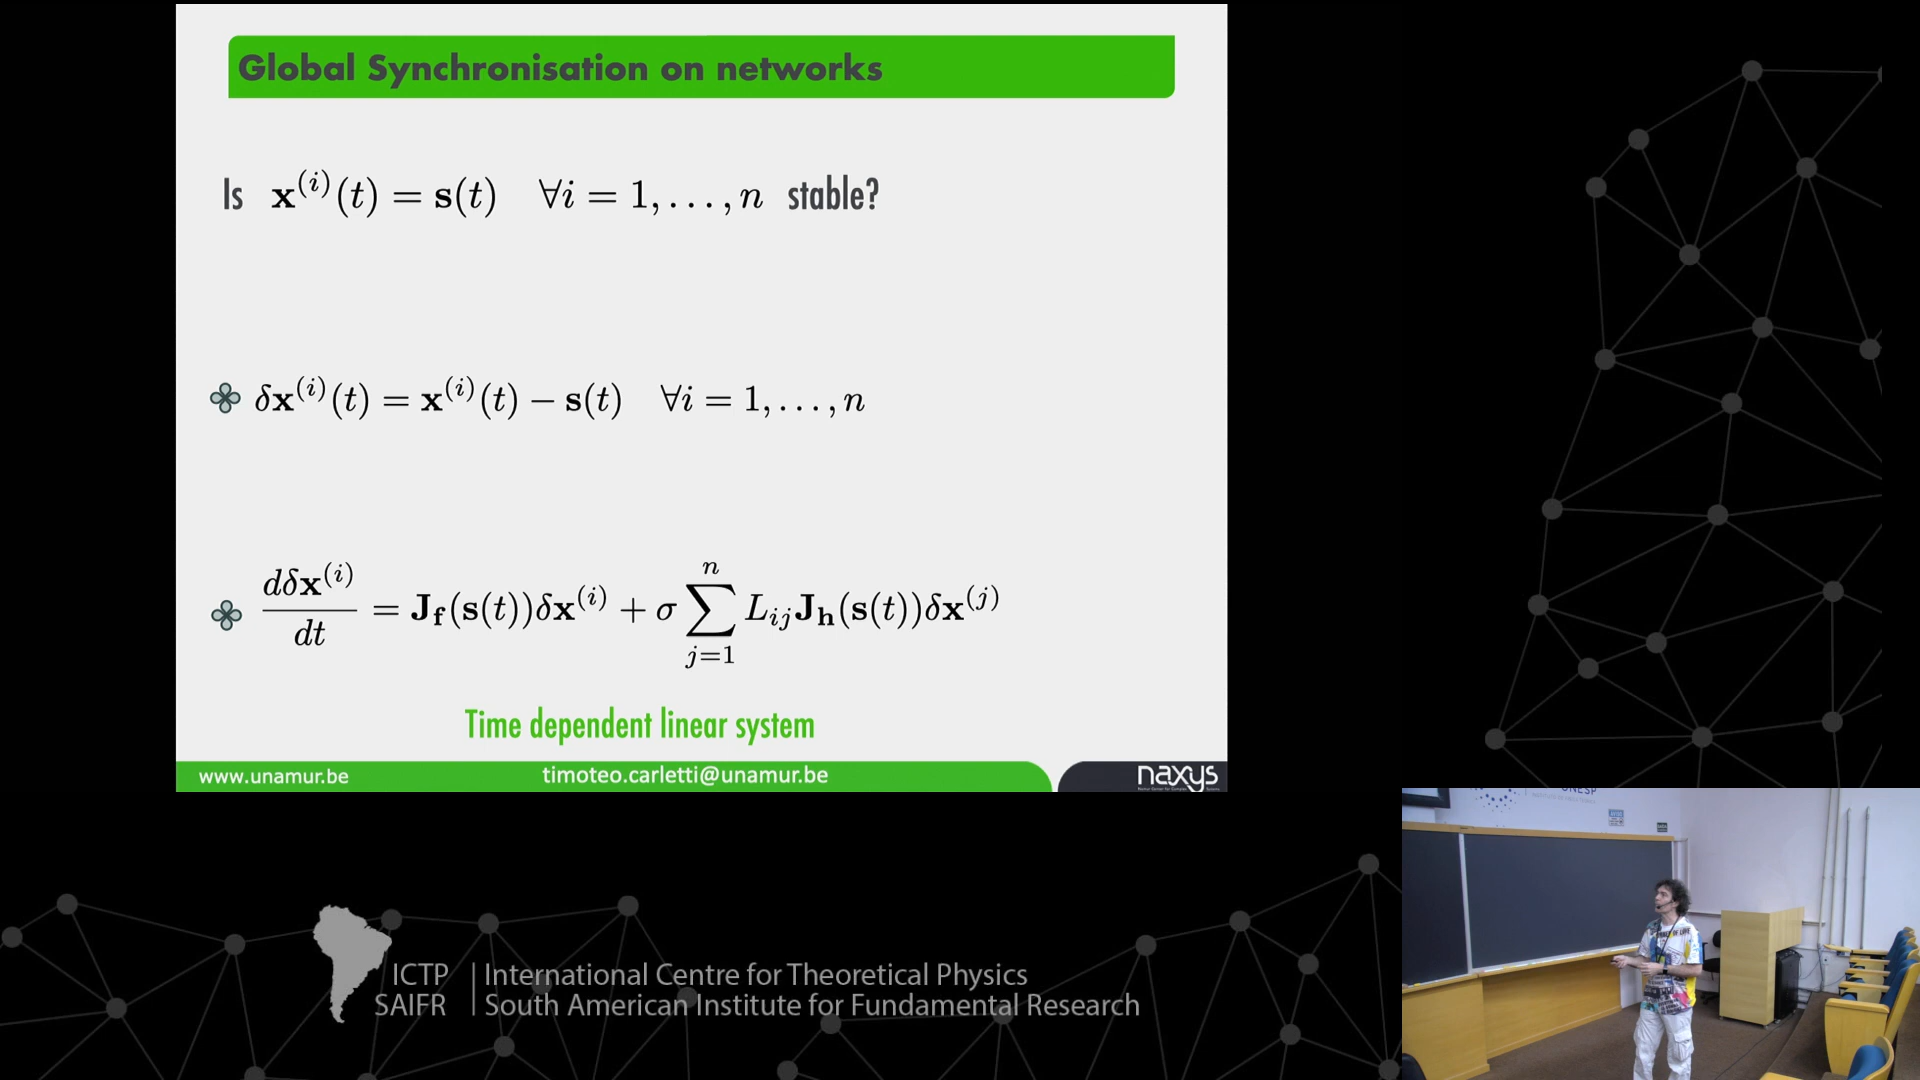 Global Synchronisation on networks
Is x^{(i)}(t) = s(t) ∀i = 1, . . . , n stable?
δx^{(i)}(t) = x^{(i)}(t) − s(t) ∀i = 1, . . . , n
dδx^{(i)}/dt = J_f(s(t))δx^{(i)} + σ ∑_{j=1}^{n} L_{ij}J_h(s(t))δx^{(j)}
Time dependent linear system
www.unamur.be timoteo.carletti@unamur.be naxys
UNESP
ICTP | International Centre for Theoretical Physics
SAIFR | South American Institute for Fundamental Research